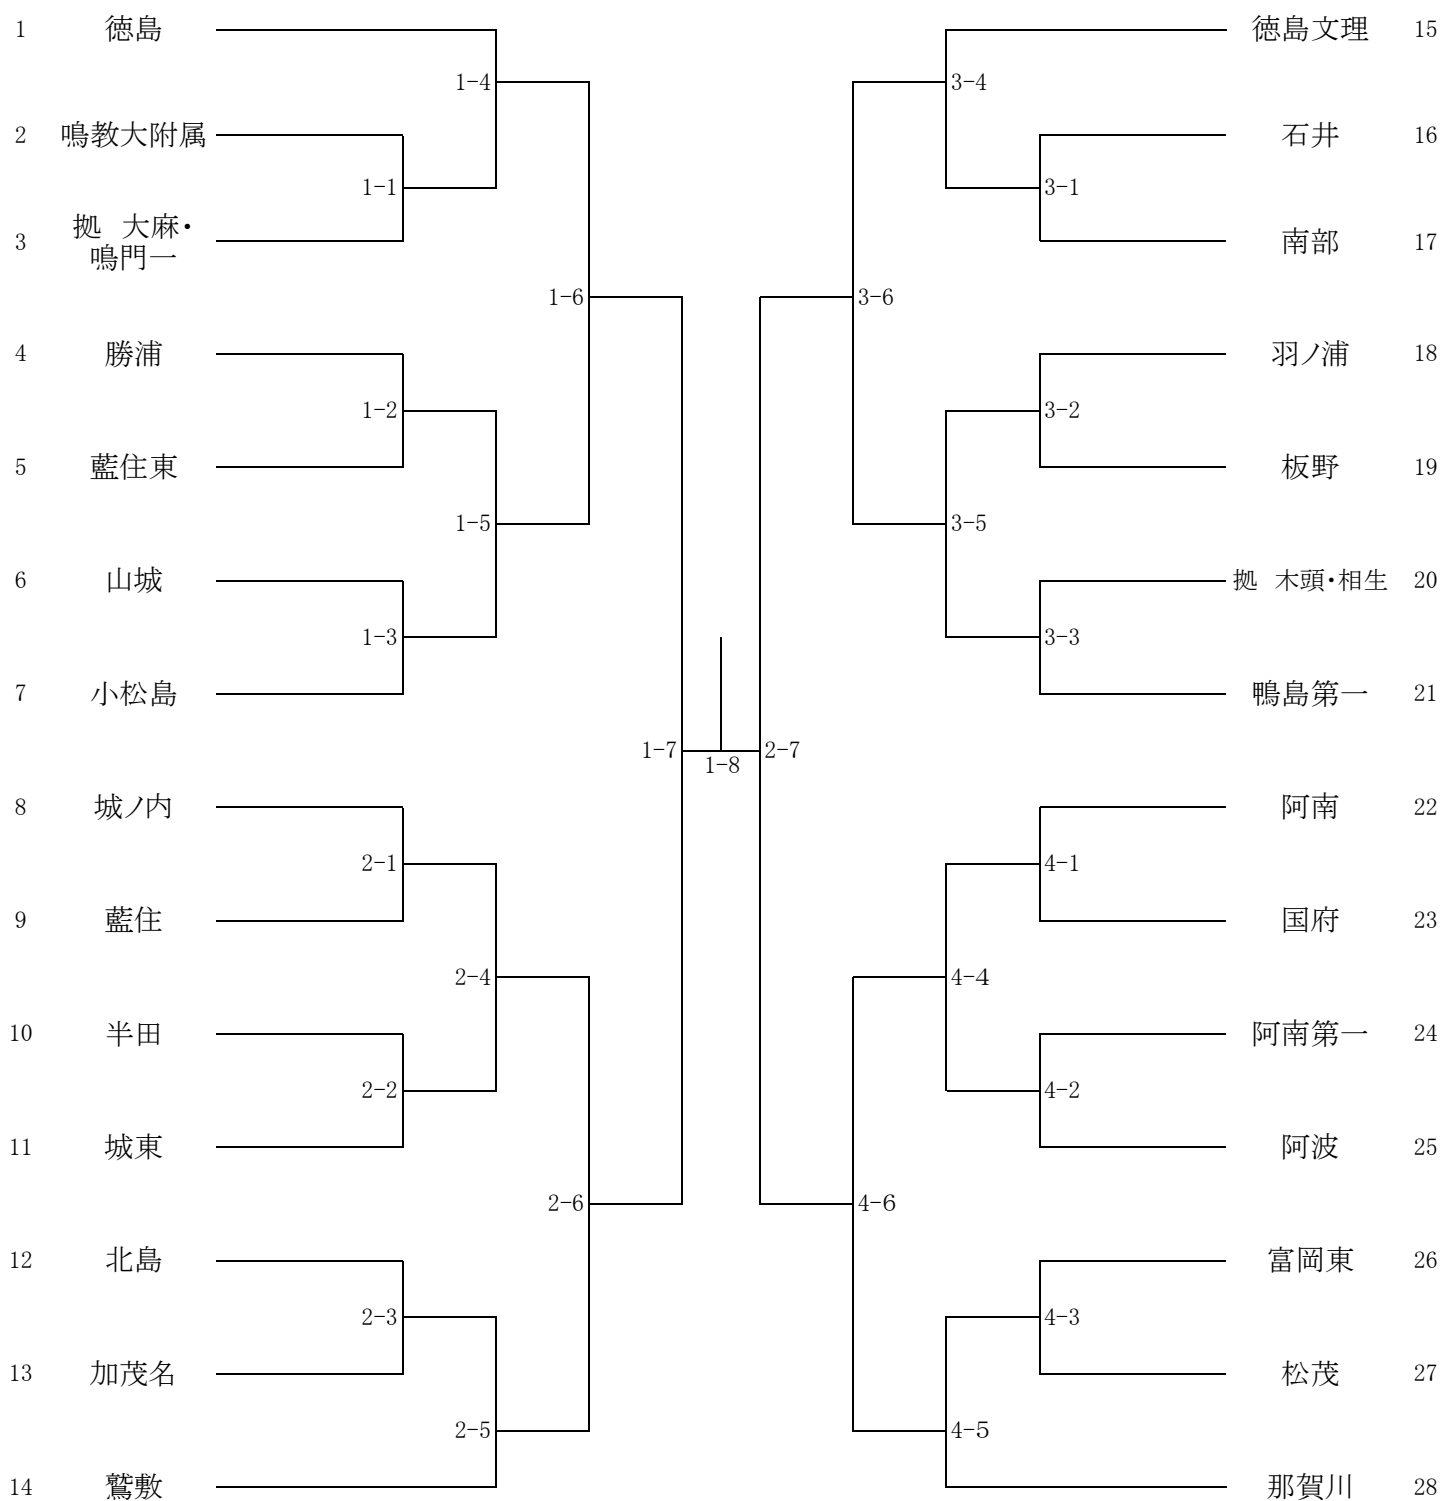 1 徳島
1-4
2 鳴教大附属
1-1
3 拠 大麻・
鳴門一
1-6
4 勝浦
1-2
5 藍住東
1-5
6 山城
1-3
7 小松島
1-7
1-8
8 城ノ内
2-1
9 藍住
2-4
10 半田
2-2
11 城東
2-6
12 北島
2-3
13 加茂名
2-5
14 鷲敷
徳島文理 15
3-4
石井 16
3-1
南部 17
3-6
羽ノ浦 18
3-2
板野 19
3-5
拠 木頭・相生 20
3-3
鴨島第一 21
2-7
阿南 22
4-1
国府 23
4-4
阿南第一 24
4-2
阿波 25
4-6
富岡東 26
4-3
松茂 27
4-5
那賀川 28